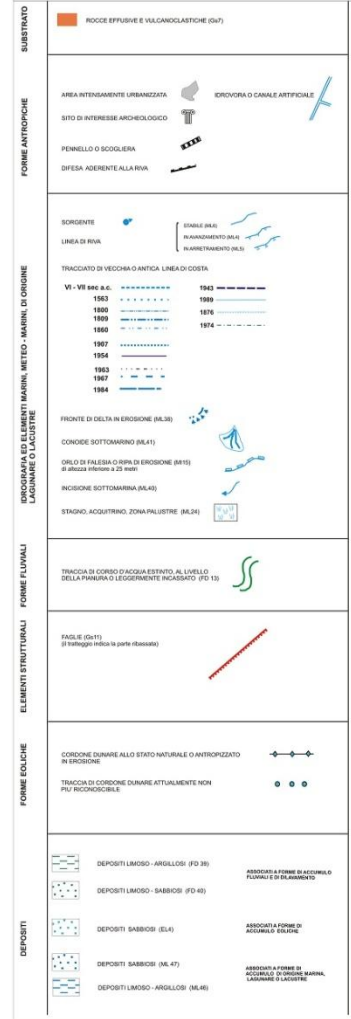 SUBSTRATO
ROCCE EFFUSIVE E VULCANOCLASTICHE (Gs7)
FORME ANTROPICHE
AREA INTENSAMENTE URBANIZZATA
IDROVORA O CANALE ARTIFICIALE
SITO DI INTERESSE ARCHEOLOGICO
PENNELLO O SCOGLIERA
DIFESA ADERENTE ALLA RIVA
IDROGRAFIA ED ELEMENTI MARINI, METEO - MARINI, DI ORIGINE
LAGUNARE O LACUSTRE
SORGENTE
LINEA DI RIVA
STABILE (ML6)
IN AVANZAMENTO (ML4)
IN ARRETRAMENTO (ML5)
TRACCIATO DI VECCHIA O ANTICA LINEA DI COSTA
VI - VII sec a.c.
1563
1800
1809
1860
1907
1954
1963
1967
1984
1943
1989
1876
1974
FRONTE DI DELTA IN EROSIONE (ML38)
CONOIDE SOTTOMARINO (ML41)
ORLO DI FALESIA O RIPA DI EROSIONE (Ml15)
di altezza inferiore a 25 metri
INCISIONE SOTTOMARINA (ML40)
STAGNO, ACQUITRINO, ZONA PALUSTRE (ML24)
FORME FLUVIALI
TRACCIA DI CORSO D'ACQUA ESTINTO, AL LIVELLO
DELLA PIANURA O LEGGERMENTE INCASSATO (FD 13)
ELEMENTI STRUTTURALI
FAGLIE (Gs11)
(il tratteggio indica la parte ribassata)
FORME EOLICHE
CORDONE DUNARE ALLO STATO NATURALE O ANTROPIZZATO
IN EROSIONE
TRACCIA DI CORDONE DUNARE ATTUALMENTE NON
PIU' RICONOSCIBILE
DEPOSITI
DEPOSITI LIMOSO - ARGILLOSI (FD 39)
DEPOSITI LIMOSO - SABBIOSI (FD 40)
ASSOCIATI A FORME DI ACCUMULO
FLUVIALI E DI DILAVAMENTO
DEPOSITI SABBIOSI (EL4)
ASSOCIATI A FORME DI
ACCUMULO EOLICHE
DEPOSITI SABBIOSI (ML 47)
DEPOSITI LIMOSO - ARGILLOSI (ML46)
ASSOCIATI A FORME DI
ACCUMULO DI ORIGINE MARINA,
LAGUNARE O LACUSTRE